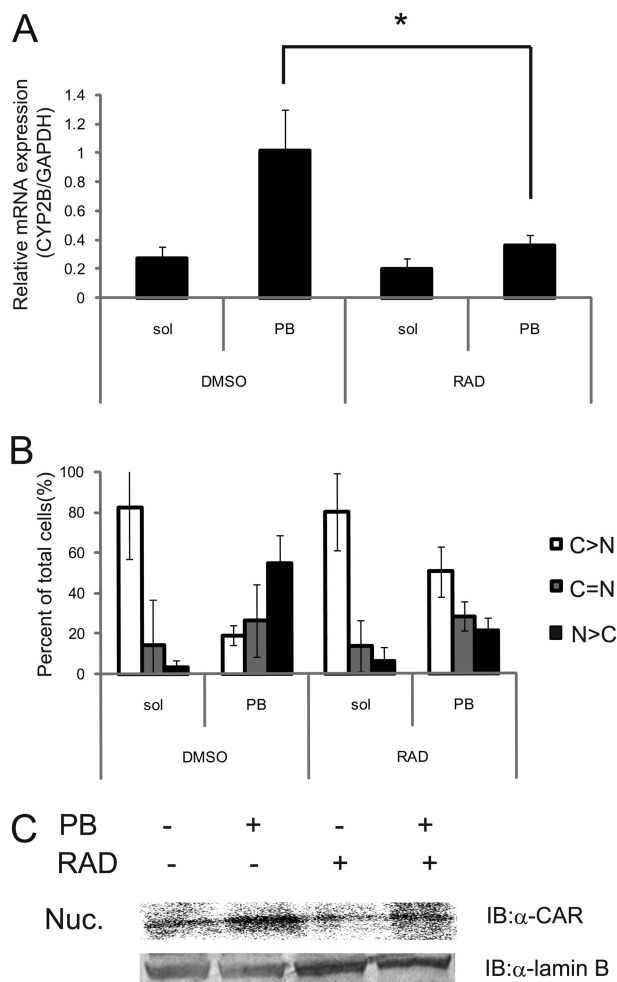 A
*
Relative mRNA expression
(CYP2B/GAPDH)
1.4
1.2
1
0.8
0.6
0.4
0.2
0
sol PB sol PB
DMSO RAD
B
Percent of total cells(%)
100
80
60
40
20
0
sol PB sol PB
DMSO RAD
C>N
C=N
N>C
C
PB - + - +
RAD - - + +
Nuc. IB:α-CAR
IB:α-lamin B